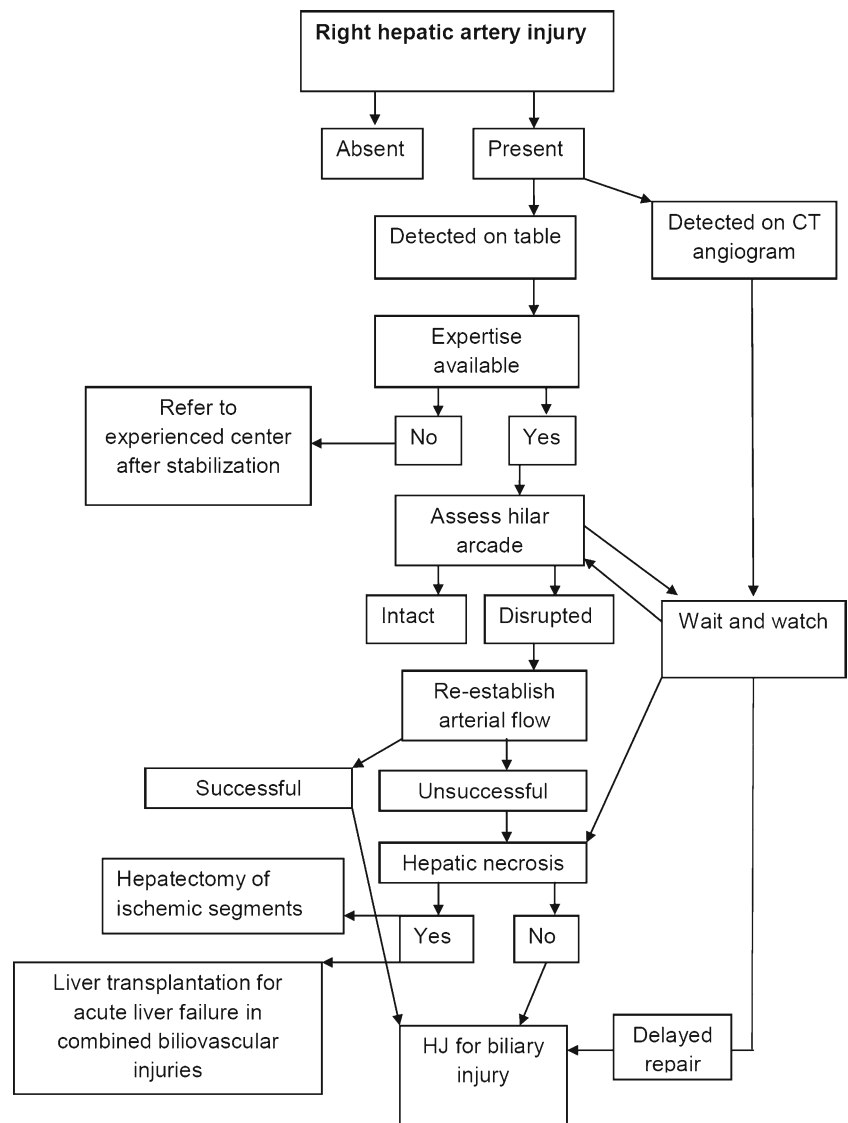 Right hepatic artery injury
Absent
Present
Detected on table
Detected on CT
angiogram
Expertise
available
Refer to
experienced center
after stabilization
No
Yes
Assess hilar
arcade
Intact
Disrupted
Wait and watch
Re-establish
arterial flow
Successful
Unsuccessful
Hepatic necrosis
Hepatectomy of
ischemic segments
Yes
No
Liver transplantation for
acute liver failure in
combined biliovascular
injuries
HJ for biliary
injury
Delayed
repair